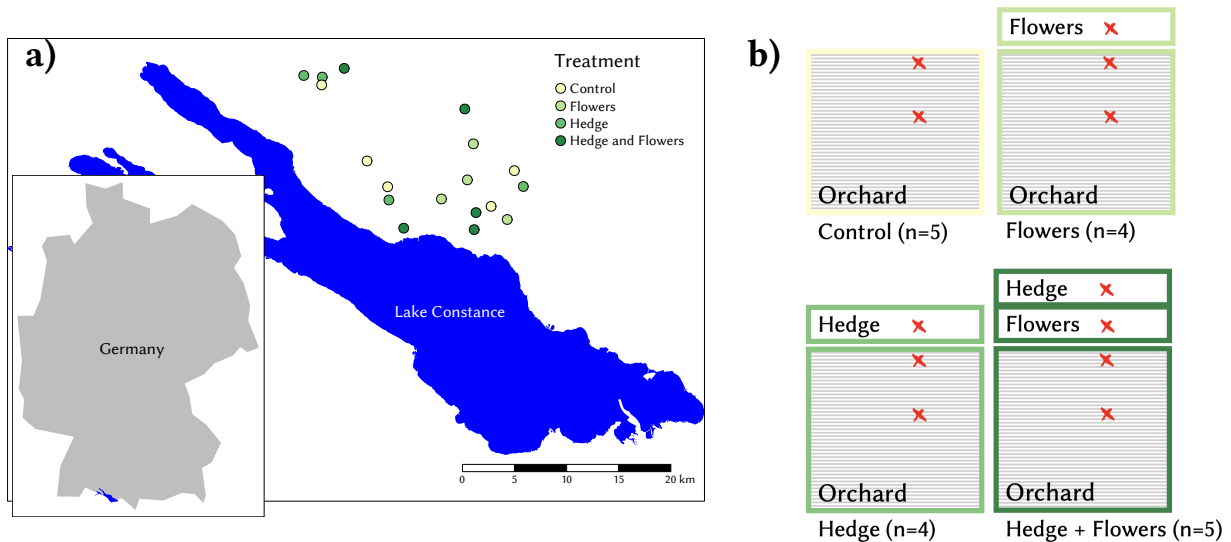 a)
Treatment
Control
Flowers
Hedge
Hedge and Flowers
Germany
Lake Constance
0 5 10 15 20 km
b)
Orchard
Control (n=5)
Flowers
Orchard
Flowers (n=4)
Hedge
Orchard
Hedge (n=4)
Hedge
Flowers
Orchard
Hedge + Flowers (n=5)